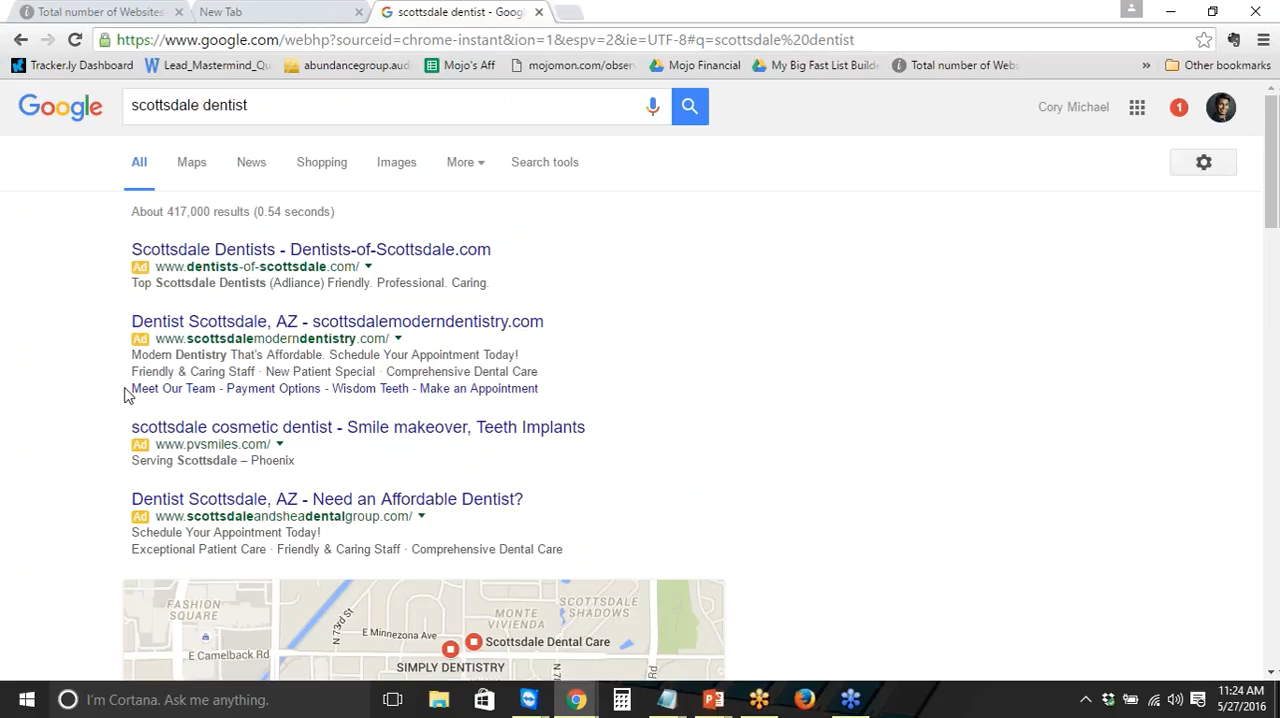 Total number of Websites
New Tab
scottsdale dentist - Goog
https://www.google.com/webhp?sourceid=chrome-instant&ion=1&espv=2&ie=UTF-8#q=scottsdale%20dentist
Tracker.ly Dashboard
Lead_Mastermind_Qu
abundancegroup.aud
Mojo's Aff
mojomon.com/obser
Mojo Financial
My Big Fast List Builde
Total number of Webs
»
Other bookmarks
Google
scottsdale dentist
Cory Michael
1
All
Maps
News
Shopping
Images
More
Search tools
About 417,000 results (0.54 seconds)
Scottsdale Dentists - Dentists-of-Scottsdale.com
Ad www.dentists-of-scottsdale.com/
Top Scottsdale Dentists (Adliance) Friendly. Professional. Caring.
Dentist Scottsdale, AZ - scottsdalemoderndentistry.com
Ad www.scottsdalemoderndentistry.com/
Modern Dentistry That's Affordable. Schedule Your Appointment Today!
Friendly & Caring Staff · New Patient Special · Comprehensive Dental Care
Meet Our Team - Payment Options - Wisdom Teeth - Make an Appointment
scottsdale cosmetic dentist - Smile makeover, Teeth Implants
Ad www.pvsmiles.com/
Serving Scottsdale – Phoenix
Dentist Scottsdale, AZ - Need an Affordable Dentist?
Ad www.scottsdaleandsheadentalgroup.com/
Schedule Your Appointment Today!
Exceptional Patient Care · Friendly & Caring Staff · Comprehensive Dental Care
FASHION
SQUARE
E Camelback Rd
N 73rd St
E Minnezona Ave
MONTE
VIVIENDA
SCOTTSDALE
SHADOWS
Scottsdale Dental Care
SIMPLY DENTISTRY
I'm Cortana. Ask me anything.
11:24 AM
5/27/2016